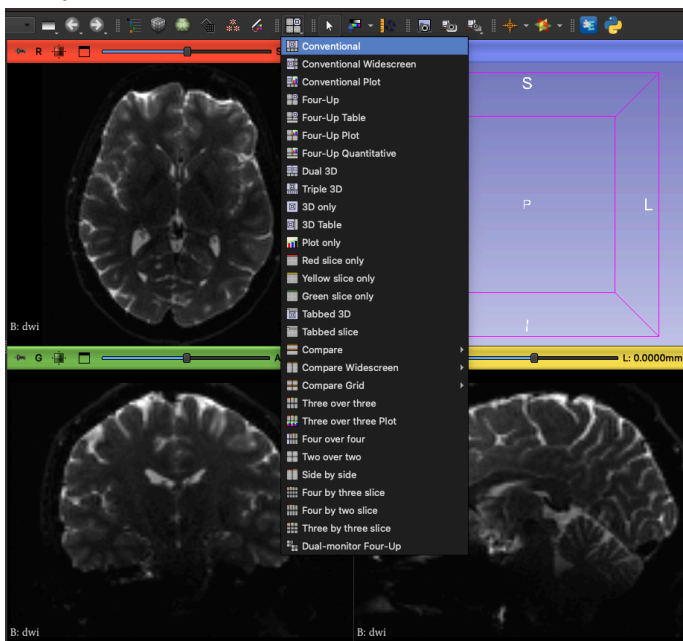 R
S
Conventional
Conventional Widescreen
Conventional Plot
Four-Up
Four-Up Table
Four-Up Plot
Four-Up Quantitative
Dual 3D
Triple 3D
3D only
3D Table
Plot only
Red slice only
Yellow slice only
Green slice only
Tabbed 3D
Tabbed slice
Compare
Compare Widescreen
Compare Grid
Three over three
Three over three Plot
Four over four
Two over two
Side by side
Four by three slice
Four by two slice
Three by three slice
Dual-monitor Four-Up
S
P
L
I
B: dwi
G
A
L: 0.0000mm
B: dwi
B: dwi